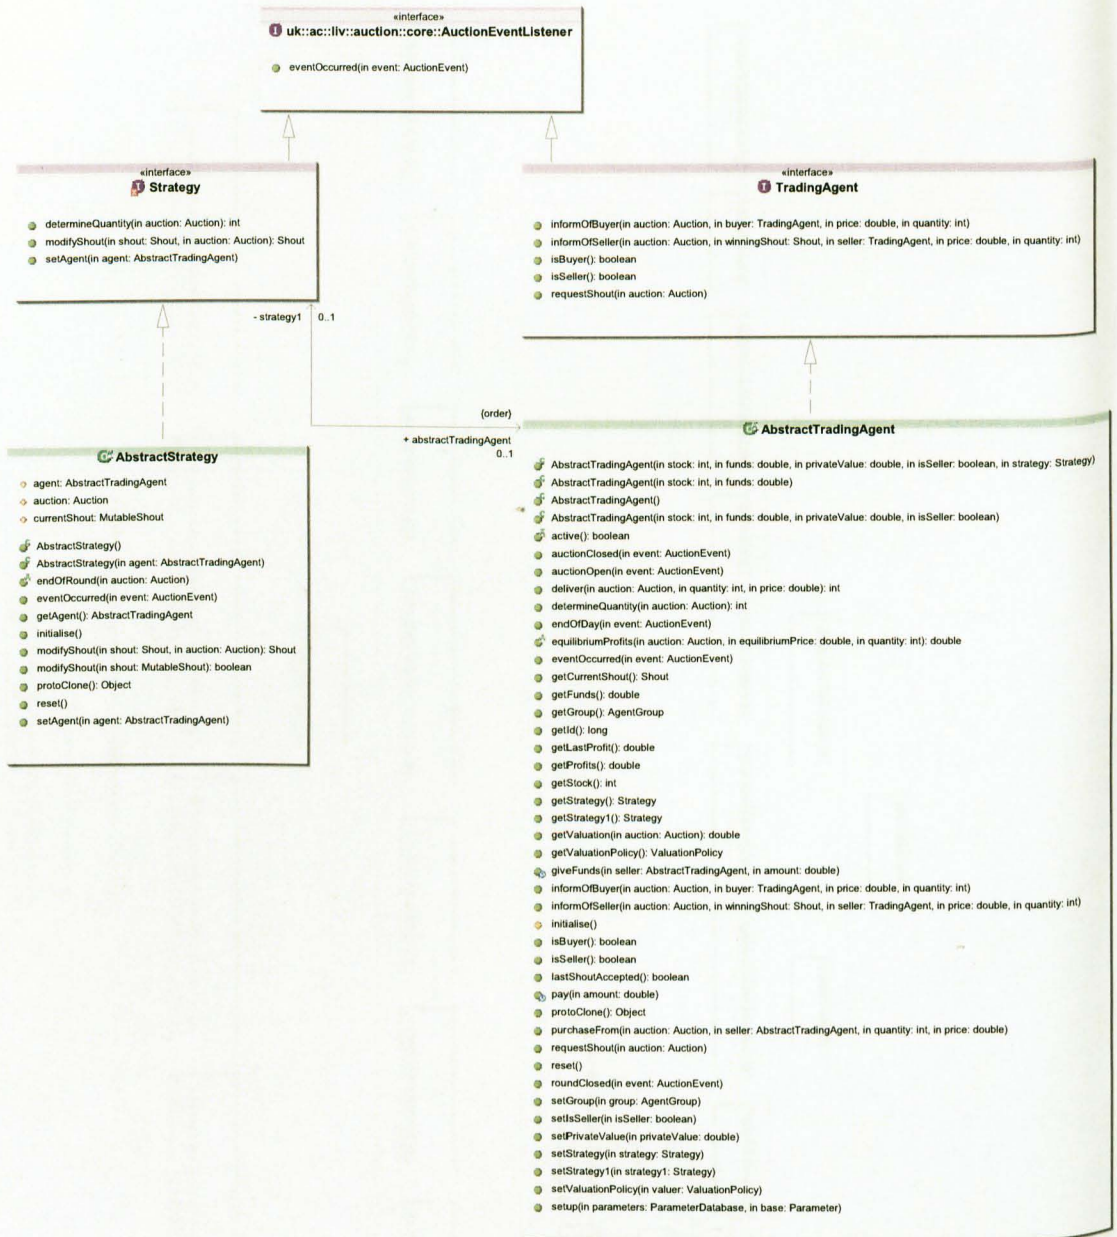 «interface»
uk::ac::liv::auction::core::AuctionEventListener
eventOccurred(in event: AuctionEvent)
«interface»
Strategy
determineQuantity(in auction: Auction): int
modifyShout(in shout: Shout, in auction: Auction): Shout
setAgent(in agent: AbstractTradingAgent)
«interface»
TradingAgent
informOfBuyer(in auction: Auction, in buyer: TradingAgent, in price: double, in quantity: int)
informOfSeller(in auction: Auction, in winningShout: Shout, in seller: TradingAgent, in price: double, in quantity: int)
isBuyer(): boolean
isSeller(): boolean
requestShout(in auction: Auction)
- strategy1
0..1
{order}
+ abstractTradingAgent
0..1
AbstractStrategy
agent: AbstractTradingAgent
auction: Auction
currentShout: MutableShout
AbstractStrategy()
AbstractStrategy(in agent: AbstractTradingAgent)
endOfRound(in auction: Auction)
eventOccurred(in event: AuctionEvent)
getAgent(): AbstractTradingAgent
initialise()
modifyShout(in shout: Shout, in auction: Auction): Shout
modifyShout(in shout: MutableShout): boolean
protoClone(): Object
reset()
setAgent(in agent: AbstractTradingAgent)
AbstractTradingAgent
AbstractTradingAgent(in stock: int, in funds: double, in privateValue: double, in isSeller: boolean, in strategy: Strategy)
AbstractTradingAgent(in stock: int, in funds: double)
AbstractTradingAgent()
AbstractTradingAgent(in stock: int, in funds: double, in privateValue: double, in isSeller: boolean)
active(): boolean
auctionClosed(in event: AuctionEvent)
auctionOpen(in event: AuctionEvent)
deliver(in auction: Auction, in quantity: int, in price: double): int
determineQuantity(in auction: Auction): int
endOfDay(in event: AuctionEvent)
equilibriumProfits(in auction: Auction, in equilibriumPrice: double, in quantity: int): double
eventOccurred(in event: AuctionEvent)
getCurrentShout(): Shout
getFunds(): double
getGroup(): AgentGroup
getId(): long
getLastProfit(): double
getProfits(): double
getStock(): int
getStrategy(): Strategy
getStrategy1(): Strategy
getValuation(in auction: Auction): double
getValuationPolicy(): ValuationPolicy
giveFunds(in seller: AbstractTradingAgent, in amount: double)
informOfBuyer(in auction: Auction, in buyer: TradingAgent, in price: double, in quantity: int)
informOfSeller(in auction: Auction, in winningShout: Shout, in seller: TradingAgent, in price: double, in quantity: int)
initialise()
isBuyer(): boolean
isSeller(): boolean
lastShoutAccepted(): boolean
pay(in amount: double)
protoClone(): Object
purchaseFrom(in auction: Auction, in seller: AbstractTradingAgent, in quantity: int, in price: double)
requestShout(in auction: Auction)
reset()
roundClosed(in event: AuctionEvent)
setGroup(in group: AgentGroup)
setIsSeller(in isSeller: boolean)
setPrivateValue(in privateValue: double)
setStrategy(in strategy: Strategy)
setStrategy1(in strategy1: Strategy)
setValuationPolicy(in valuer: ValuationPolicy)
setup(in parameters: ParameterDatabase, in base: Parameter)